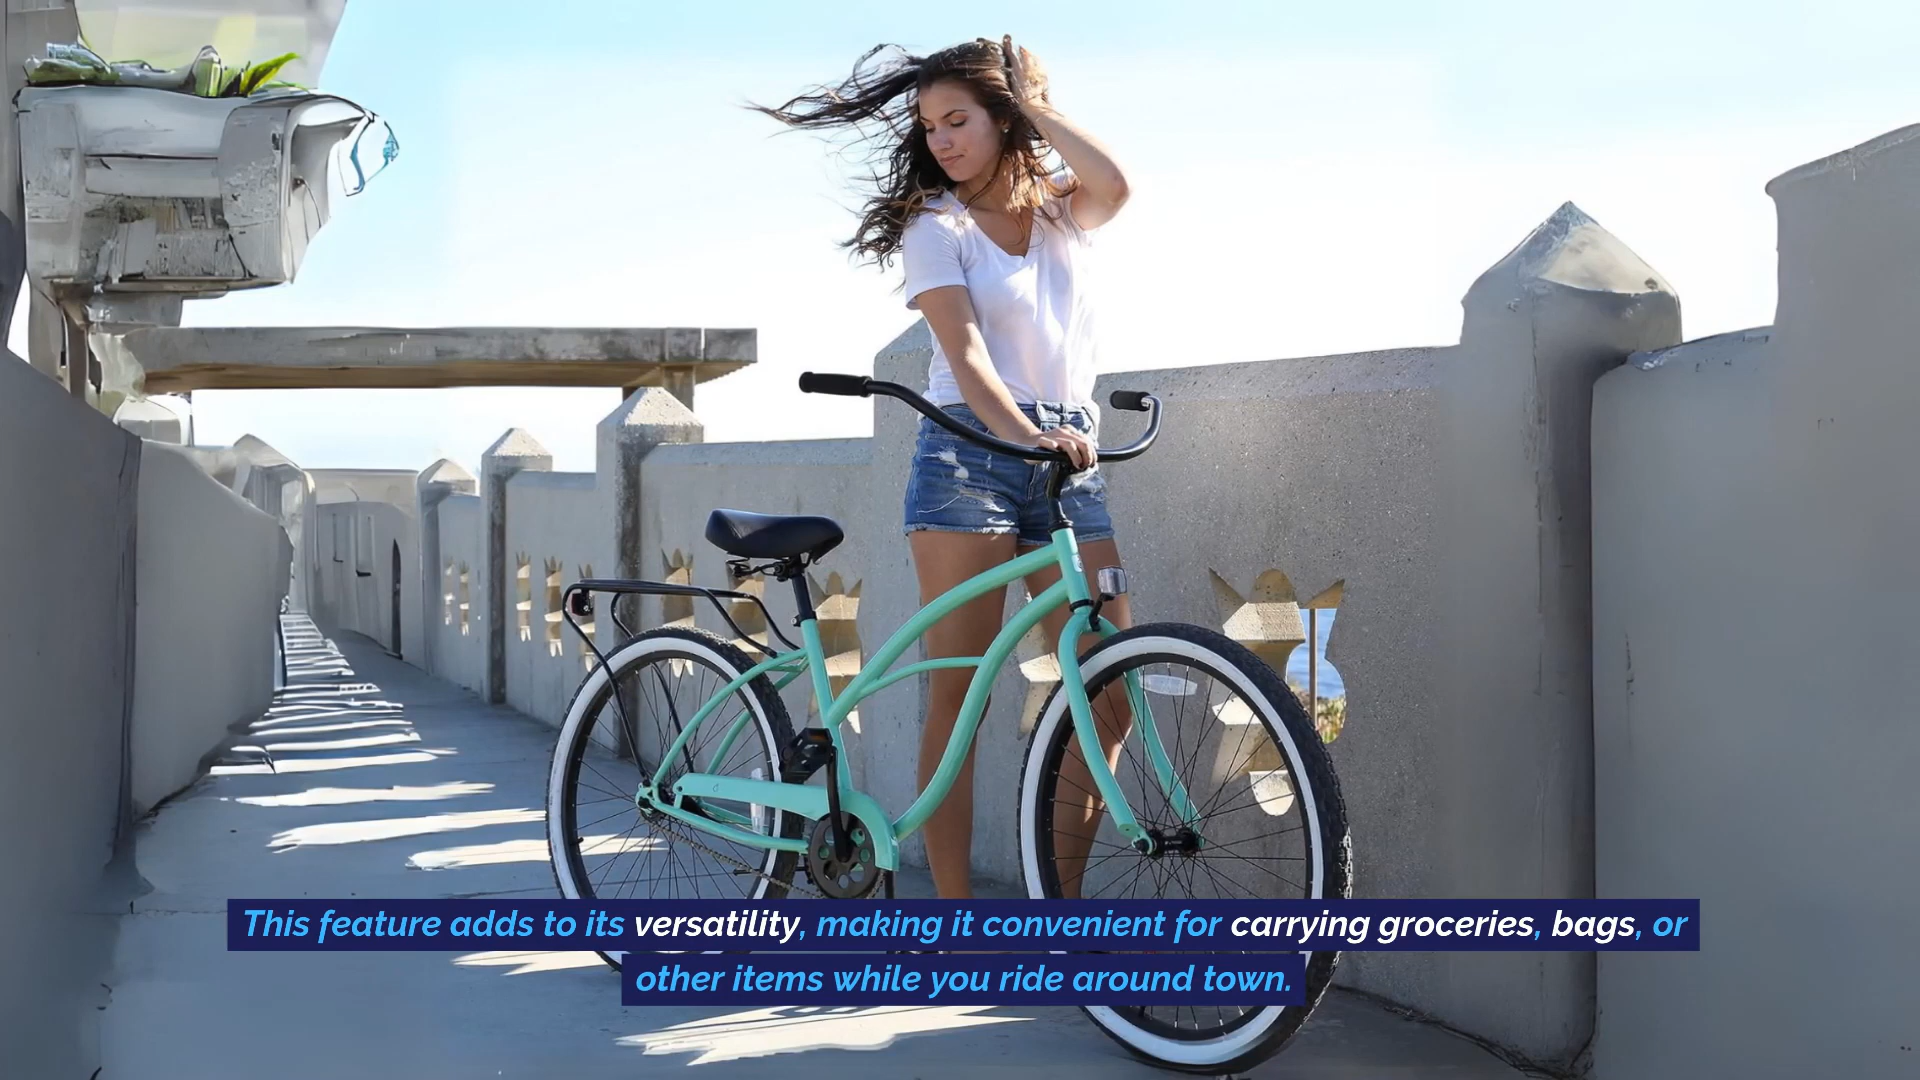 This feature adds to its versatility, making it convenient for carrying groceries, bags, or
other items while you ride around town.